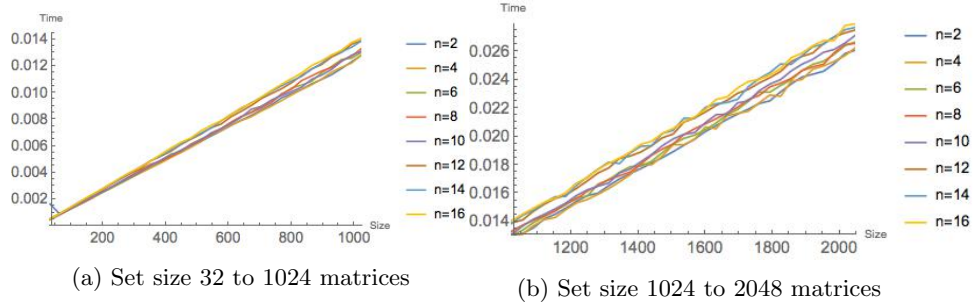 Time
0.014
0.012
0.010
0.008
0.006
0.004
0.002
200
400
600
800
1000
Size
n=2
n=4
n=6
n=8
n=10
n=12
n=14
n=16
(a) Set size 32 to 1024 matrices
Time
0.026
0.024
0.022
0.020
0.018
0.016
0.014
1200
1400
1600
1800
2000
Size
n=2
n=4
n=6
n=8
n=10
n=12
n=14
n=16
(b) Set size 1024 to 2048 matrices